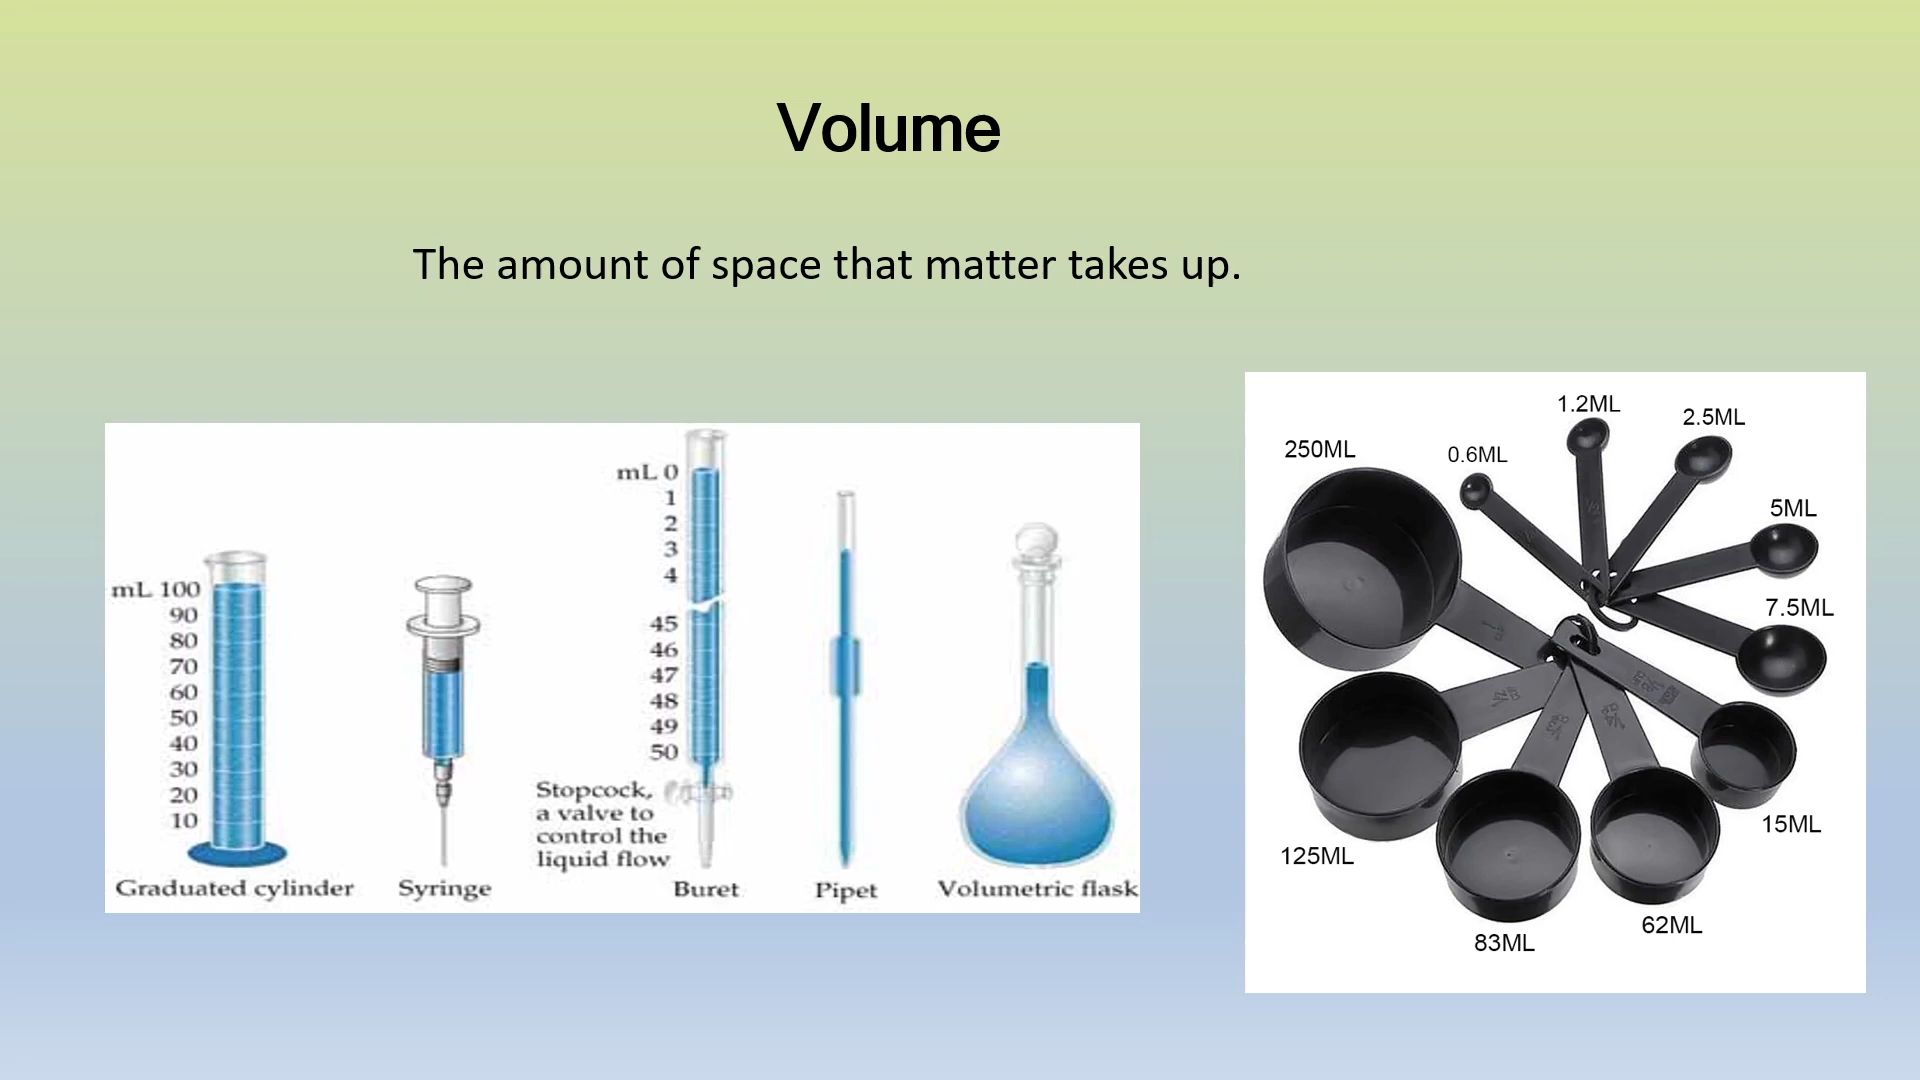 Volume
The amount of space that matter takes up.
mL 0
1
2
3
4
45
46
47
48
49
50
mL 100
90
80
70
60
50
40
30
20
10
Stopcock,
a valve to
control the
liquid flow
Graduated cylinder
Syringe
Buret
Pipet
Volumetric flask
1.2ML
2.5ML
250ML
0.6ML
5ML
7.5ML
15ML
125ML
62ML
83ML